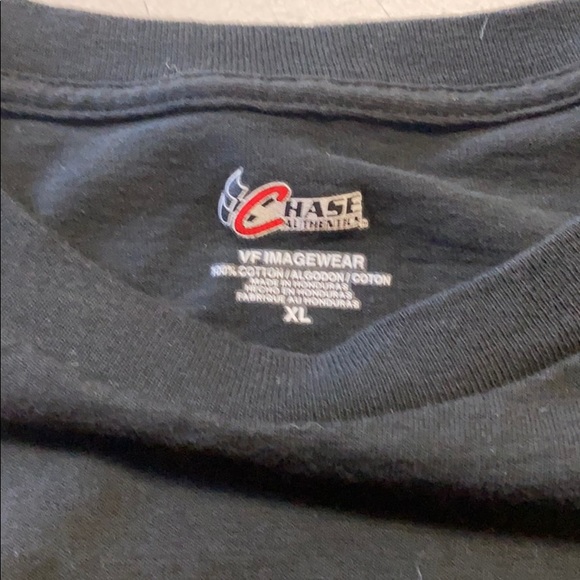 CHASE
AUTHENTICS
VF IMAGEWEAR
100% COTTON / ALGODON / COTON
MADE IN HONDURAS
HECHO EN HONDURAS
FABRIQUE AU HONDURAS
XL